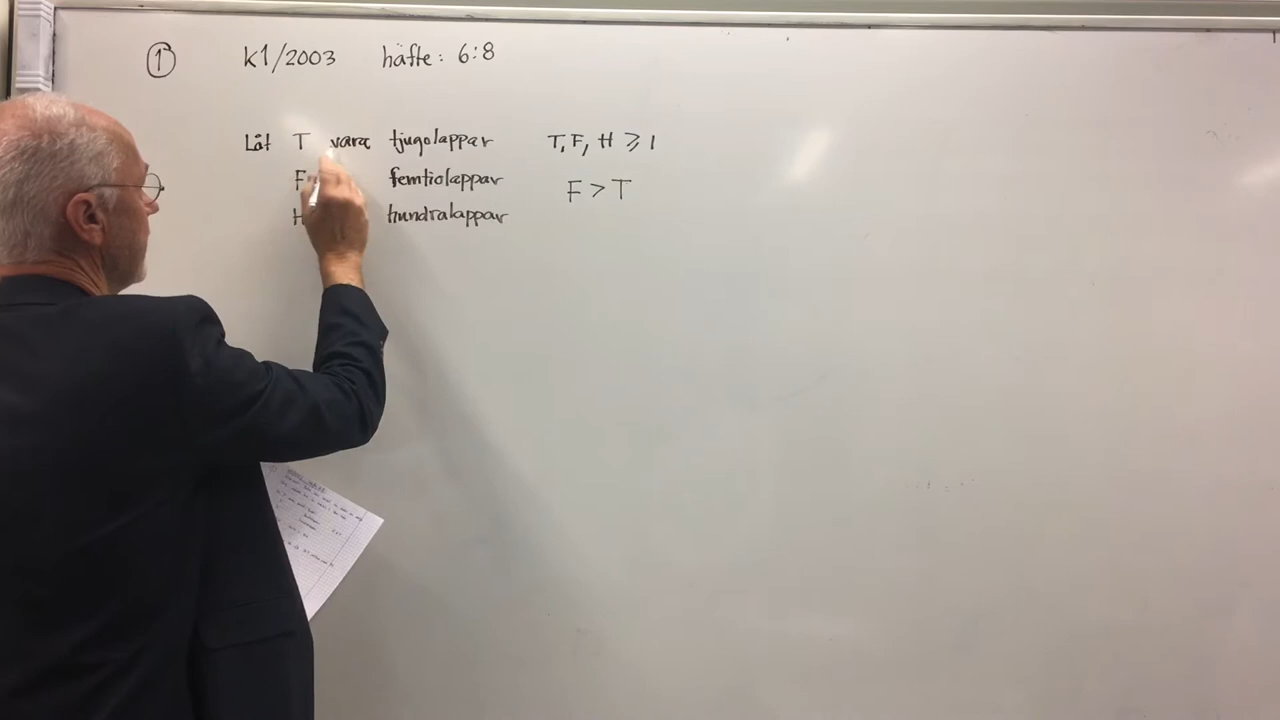 ① k1/2003 häfte: 6:8
Låt T vara tjugolappar T, F, H ⩾ 1
F femtiolappar F > T
H hundralappar